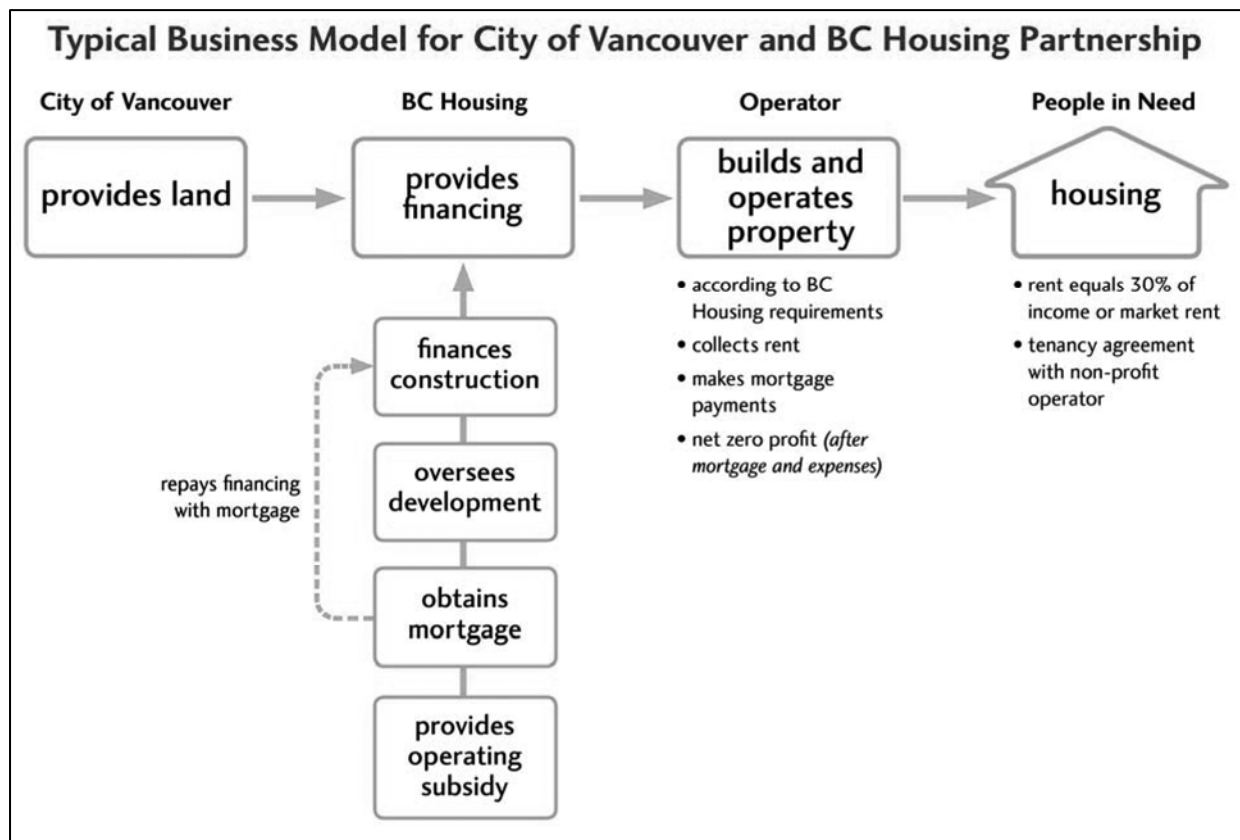 Typical Business Model for City of Vancouver and BC Housing Partnership
City of Vancouver
provides land
BC Housing
provides
financing
finances
construction
oversees
development
obtains
mortgage
provides
operating
subsidy
repays financing
with mortgage
Operator
builds and
operates
property
• according to BC
Housing requirements
• collects rent
• makes mortgage
payments
• net zero profit (after
mortgage and expenses)
People in Need
housing
• rent equals 30% of
income or market rent
• tenancy agreement
with non-profit
operator